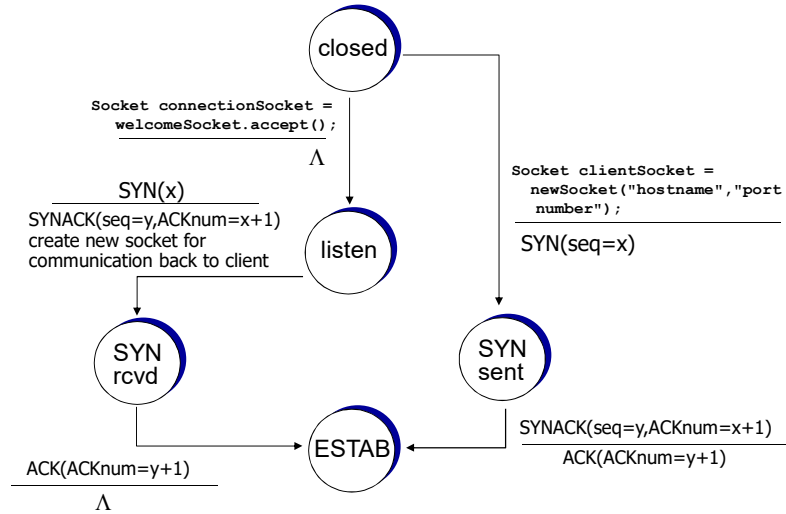 closed
Socket connectionSocket =
welcomeSocket.accept();
Λ
Socket clientSocket =
newSocket("hostname","port
number");
SYN(seq=x)
SYN(x)
SYNACK(seq=y,ACKnum=x+1)
create new socket for
communication back to client
listen
SYN
rcvd
SYN
sent
SYNACK(seq=y,ACKnum=x+1)
ACK(ACKnum=y+1)
ESTAB
ACK(ACKnum=y+1)
Λ